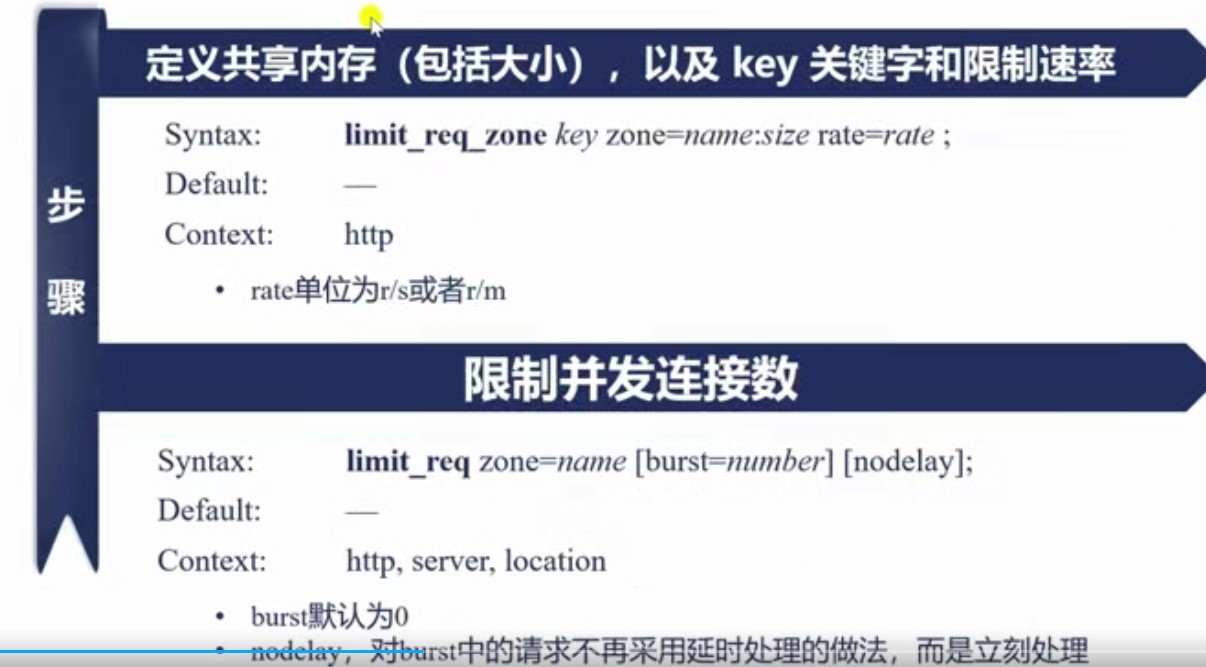 定义共享内存（包括大小），以及 key 关键字和限制速率
步骤
Syntax: limit_req_zone key zone=name:size rate=rate ;
Default: —
Context: http
• rate单位为r/s或者r/m
限制并发连接数
Syntax: limit_req zone=name [burst=number] [nodelay];
Default: —
Context: http, server, location
• burst默认为0
• nodelay，对burst中的请求不再采用延时处理的做法，而是立刻处理